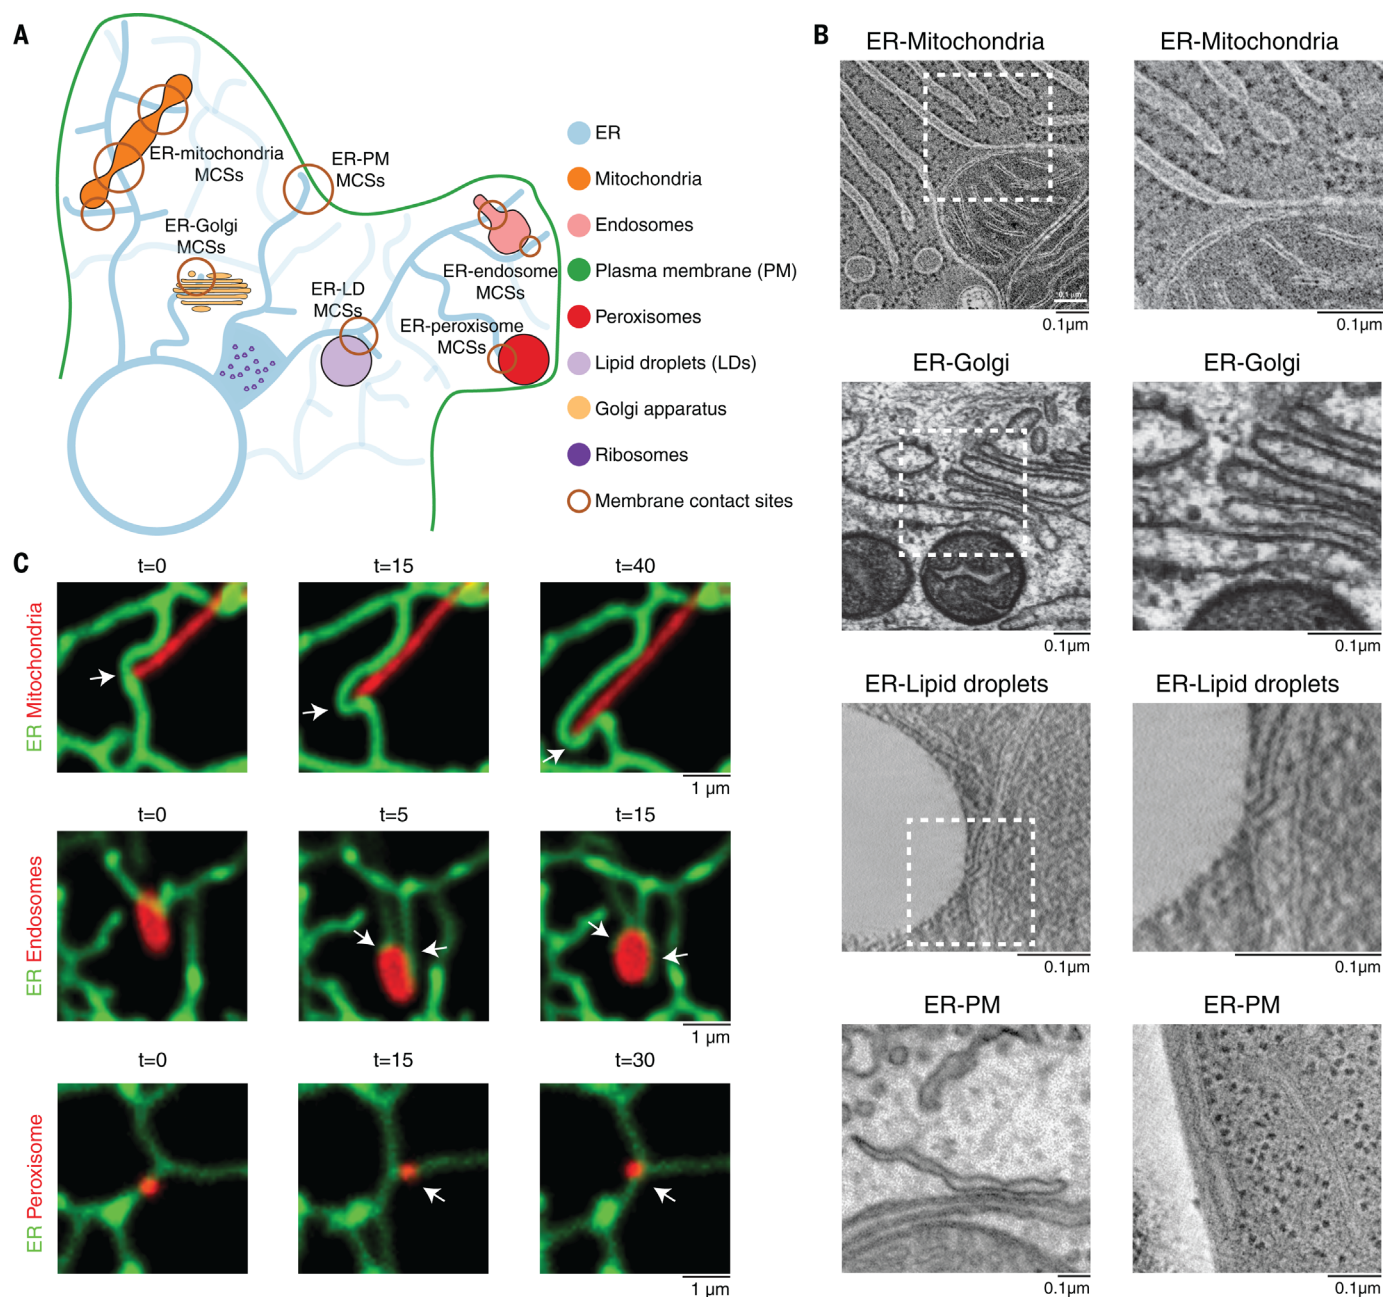 A
ER-mitochondria
MCSs
ER-PM
MCSs
ER-Golgi
MCSs
ER-LD
MCSs
ER-endosome
MCSs
ER-peroxisome
MCSs
ER
Mitochondria
Endosomes
Plasma membrane (PM)
Peroxisomes
Lipid droplets (LDs)
Golgi apparatus
Ribosomes
Membrane contact sites
B
ER-Mitochondria
ER-Mitochondria
0.1 µm
0.1µm
0.1µm
ER-Golgi
ER-Golgi
0.1µm
0.1µm
ER-Lipid droplets
ER-Lipid droplets
0.1µm
0.1µm
ER-PM
ER-PM
0.1µm
0.1µm
C
t=0
t=15
t=40
ER Mitochondria
1 µm
t=0
t=5
t=15
ER Endosomes
1 µm
t=0
t=15
t=30
ER Peroxisome
1 µm